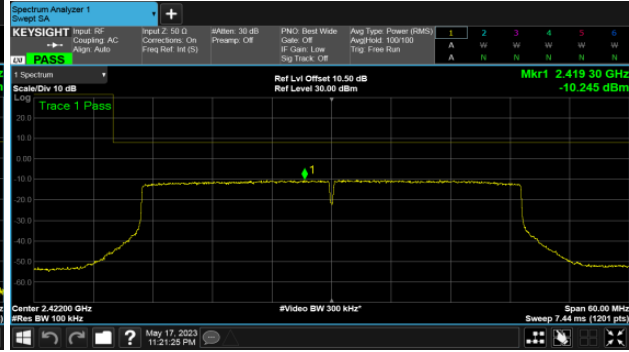 Spectrum Analyzer 1
Swept SA
+
KEYSIGHT Input: RF Input Z: 50 Ω #Atten: 30 dB PNO: Best Wide Avg Type: Power (RMS) 1 2 3 4 5 6
Coupling: AC Corrections: On Preamp: Off Gate: Off Avg|Hold: 100/100 A W W W W W
Align: Auto Freq Ref: Int (S) IF Gain: Low Trig: Free Run
LXI PASS Sig Track: Off A N N N N N
1 Spectrum Ref Lvl Offset 10.50 dB Mkr1 2.419 30 GHz
Scale/Div 10 dB Ref Level 30.00 dBm -10.245 dBm
Log
Trace 1 Pass
20.0
10.0
0.00
1
-10.0
-20.0
-30.0
-40.0
-50.0
-60.0
Center 2.42200 GHz #Video BW 300 kHz* Span 60.00 MHz
#Res BW 100 kHz Sweep 7.44 ms (1201 pts)
? May 17, 2023
11:21:25 PM